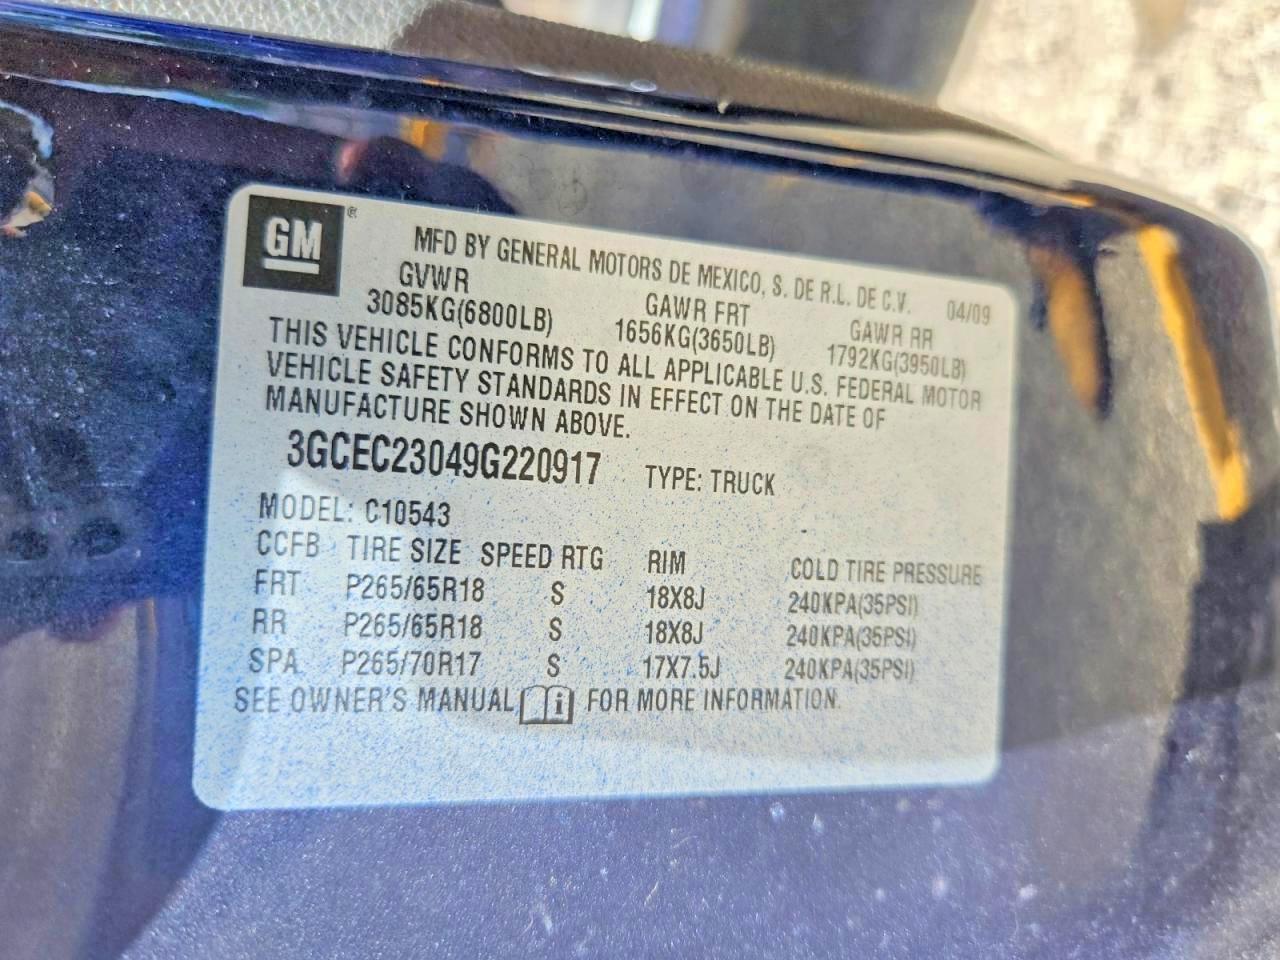 GM ®
MFD BY GENERAL MOTORS DE MEXICO, S. DE R.L. DE C.V. 04/09
GVWR GAWR FRT GAWR RR
3085KG(6800LB) 1656KG(3650LB) 1792KG(3950LB)
THIS VEHICLE CONFORMS TO ALL APPLICABLE U.S. FEDERAL MOTOR
VEHICLE SAFETY STANDARDS IN EFFECT ON THE DATE OF
MANUFACTURE SHOWN ABOVE.
3GCEC23049G220917 TYPE: TRUCK
MODEL: C10543
CCFB TIRE SIZE SPEED RTG RIM COLD TIRE PRESSURE
FRT P265/65R18 S 18X8J 240KPA(35PSI)
RR P265/65R18 S 18X8J 240KPA(35PSI)
SPA P265/70R17 S 17X7.5J 240KPA(35PSI)
SEE OWNER'S MANUAL i FOR MORE INFORMATION.